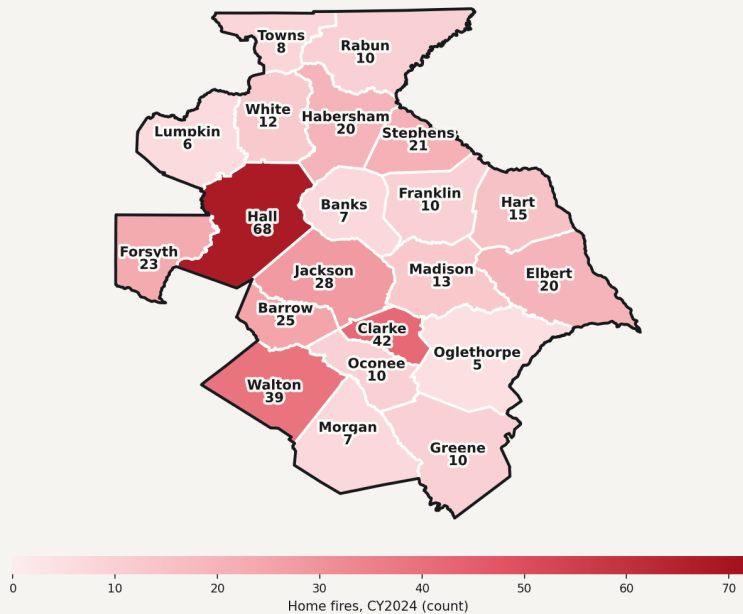 Towns
8
Rabun
10
White
12
Habersham
20
Lumpkin
6
Stephens
21
Hall
68
Banks
7
Franklin
10
Hart
15
Forsyth
23
Jackson
28
Madison
13
Elbert
20
Barrow
25
Clarke
42
Oglethorpe
5
Oconee
10
Walton
39
Morgan
7
Greene
10
0 10 20 30 40 50 60 70
Home fires, CY2024 (count)